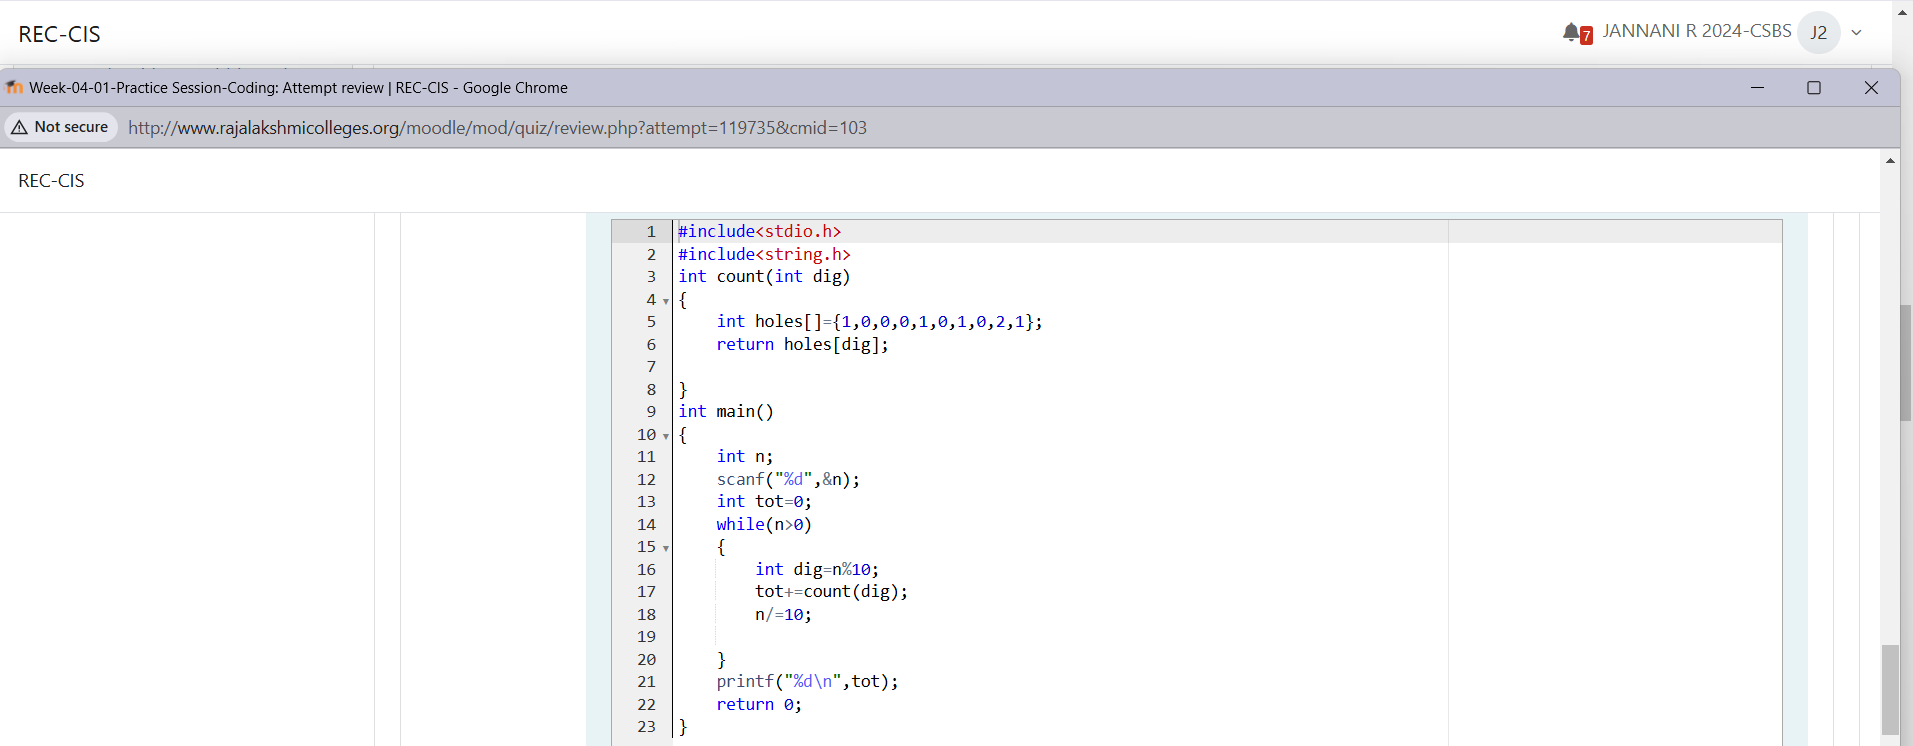 REC-CIS
7 JANNANI R 2024-CSBS J2
Week-04-01-Practice Session-Coding: Attempt review | REC-CIS - Google Chrome
Not secure http://www.rajalakshmicolleges.org/moodle/mod/quiz/review.php?attempt=119735&cmid=103
REC-CIS
1 #include<stdio.h>
2 #include<string.h>
3 int count(int dig)
4 {
5     int holes[]={1,0,0,0,1,0,1,0,2,1};
6     return holes[dig];
7
8 }
9 int main()
10 {
11     int n;
12     scanf("%d",&n);
13     int tot=0;
14     while(n>0)
15     {
16         int dig=n%10;
17         tot+=count(dig);
18         n/=10;
19
20     }
21     printf("%d\n",tot);
22     return 0;
23 }